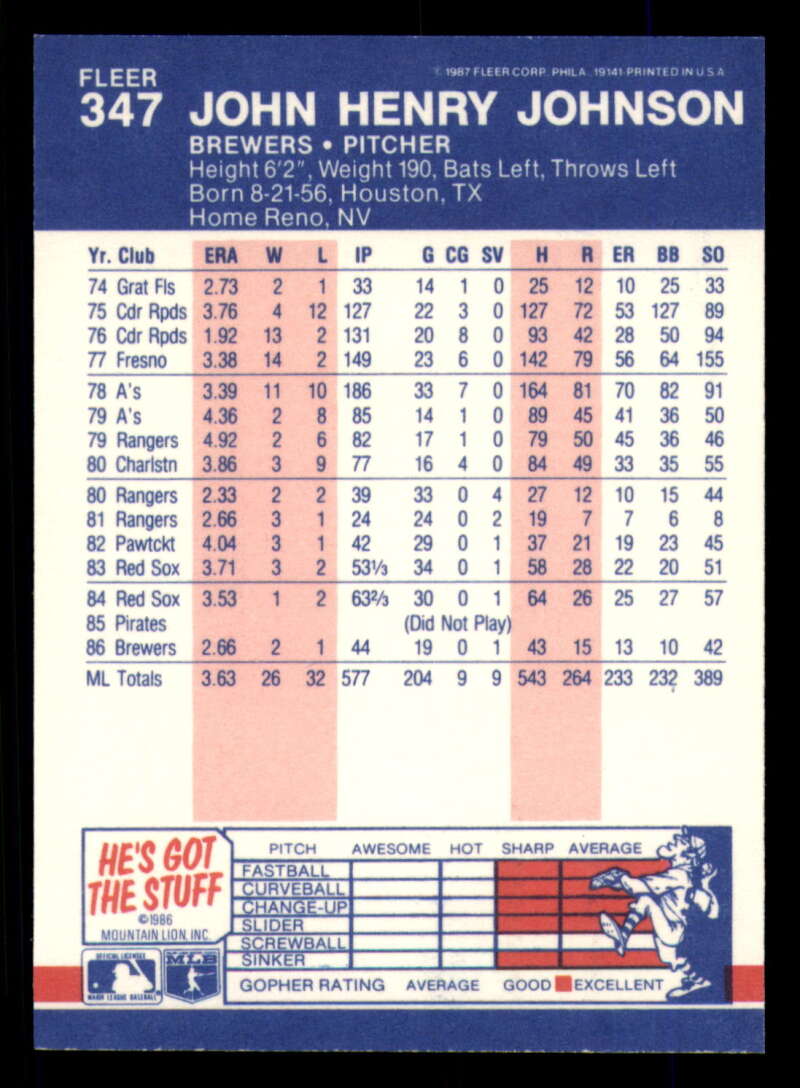 FLEER © 1987 FLEER CORP. PHILA., 19141-PRINTED IN U S A
347 JOHN HENRY JOHNSON
BREWERS • PITCHER
Height 6'2", Weight 190, Bats Left, Throws Left
Born 8-21-56, Houston, TX
Home Reno, NV
Yr. Club ERA W L IP G CG SV H R ER BB SO
74 Grat Fls 2.73 2 1 33 14 1 0 25 12 10 25 33
75 Cdr Rpds 3.76 4 12 127 22 3 0 127 72 53 127 89
76 Cdr Rpds 1.92 13 2 131 20 8 0 93 42 28 50 94
77 Fresno 3.38 14 2 149 23 6 0 142 79 56 64 155
78 A's 3.39 11 10 186 33 7 0 164 81 70 82 91
79 A's 4.36 2 8 85 14 1 0 89 45 41 36 50
79 Rangers 4.92 2 6 82 17 1 0 79 50 45 36 46
80 Charlstn 3.86 3 9 77 16 4 0 84 49 33 35 55
80 Rangers 2.33 2 2 39 33 0 4 27 12 10 15 44
81 Rangers 2.66 3 1 24 24 0 2 19 7 7 6 8
82 Pawtckt 4.04 3 1 42 29 0 1 37 21 19 23 45
83 Red Sox 3.71 3 2 53⅓ 34 0 1 58 28 22 20 51
84 Red Sox 3.53 1 2 63⅔ 30 0 1 64 26 25 27 57
85 Pirates (Did Not Play)
86 Brewers 2.66 2 1 44 19 0 1 43 15 13 10 42
ML Totals 3.63 26 32 577 204 9 9 543 264 233 232 389
HE'S GOT
THE STUFF
©1986
MOUNTAIN LION, INC.
OFFICIAL LICENSEE
MAJOR LEAGUE BASEBALL
MLB
PITCH AWESOME HOT SHARP AVERAGE
FASTBALL
CURVEBALL
CHANGE-UP
SLIDER
SCREWBALL
SINKER
GOPHER RATING AVERAGE GOOD EXCELLENT